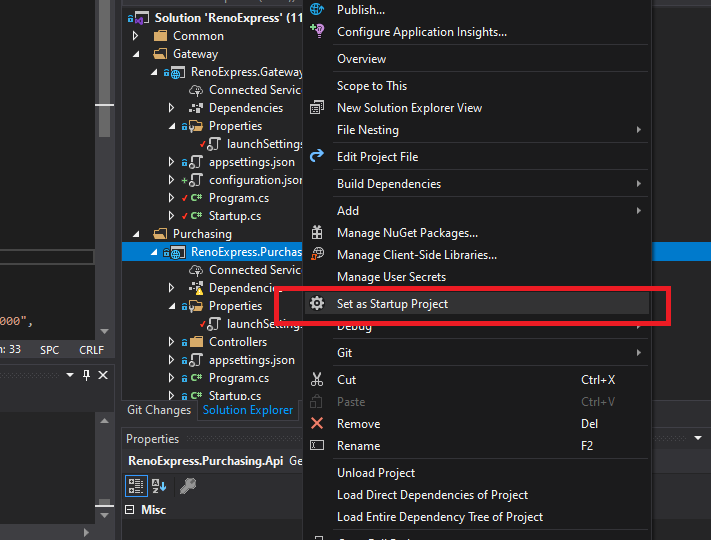 Solution 'RenoExpress' (11
Common
Gateway
RenoExpress.Gateway
Connected Servic
Dependencies
Properties
launchSettings
appsettings.json
configuration.json
Program.cs
Startup.cs
Purchasing
RenoExpress.Purchas
Connected Servic
Dependencies
Properties
launchSettings
Controllers
appsettings.json
Program.cs
Startup.cs
000",
n: 33 SPC CRLF
Git Changes Solution Explorer
Properties
RenoExpress.Purchasing.Api Ge
Misc
Publish...
Configure Application Insights...
Overview
Scope to This
New Solution Explorer View
File Nesting
Edit Project File
Build Dependencies
Add
Manage NuGet Packages...
Manage Client-Side Libraries...
Manage User Secrets
Set as Startup Project
Debug
Git
Cut Ctrl+X
Paste Ctrl+V
Remove Del
Rename F2
Unload Project
Load Direct Dependencies of Project
Load Entire Dependency Tree of Project